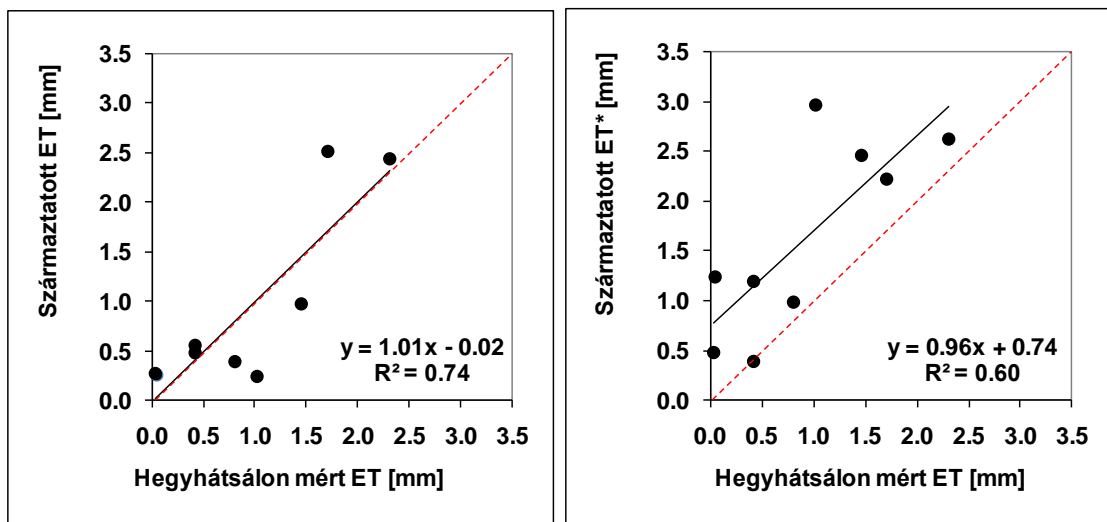 Származtatott ET [mm]
3.5
3.0
2.5
2.0
1.5
1.0
0.5
0.0
y = 1.01x - 0.02
R² = 0.74
0.0 0.5 1.0 1.5 2.0 2.5 3.0 3.5
Hegyhátsálon mért ET [mm]
Származtatott ET* [mm]
3.5
3.0
2.5
2.0
1.5
1.0
0.5
0.0
y = 0.96x + 0.74
R² = 0.60
0.0 0.5 1.0 1.5 2.0 2.5 3.0 3.5
Hegyhátsálon mért ET [mm]